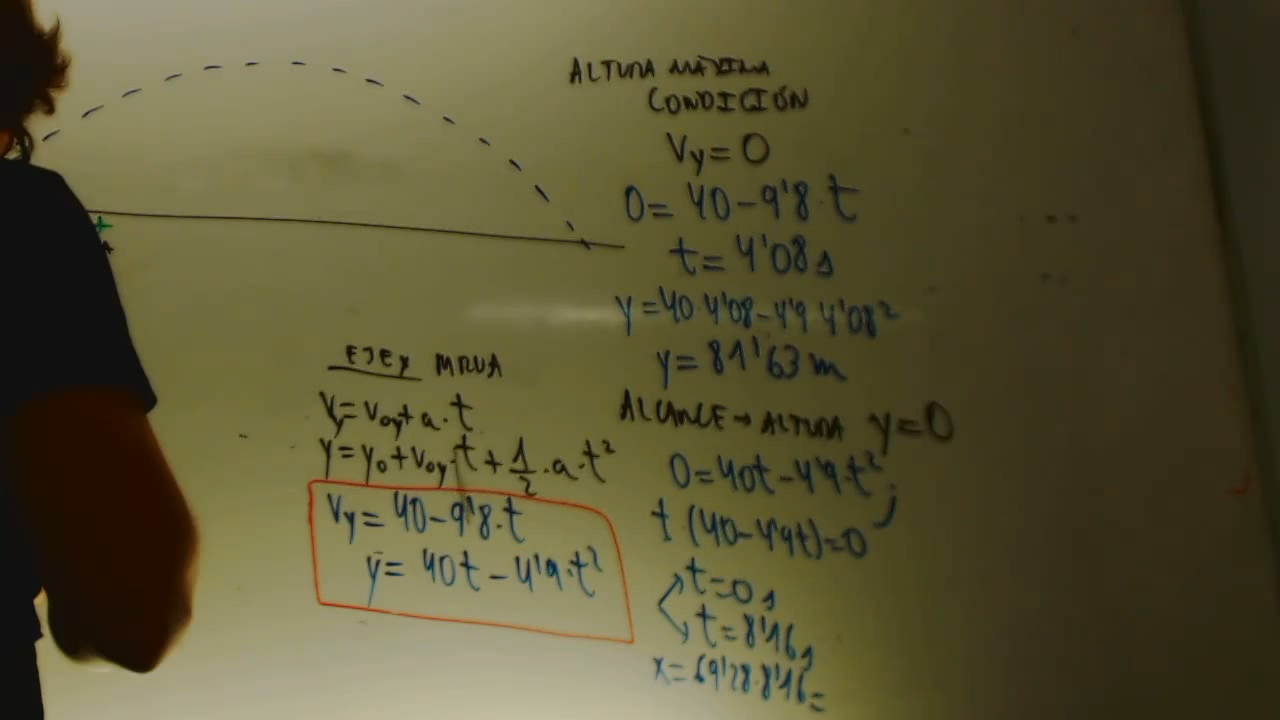 ALTURA MÁXIMA
CONDICIÓN
Vy = 0
0 = 40 - 9'8 · t
t = 4'08 s
y = 40 · 4'08 - 4'9 · 4'08²
y = 81'63 m
ALCANCE → ALTURA y = 0
0 = 40t - 4'9 · t²;
t (40 - 4'9t) = 0
t = 0 s
t = 8'16 s
x = 69'28 · 8'16 =
EJE y MRUA
Vy = Voy + a · t
y = y₀ + Voy · t + 1/2 · a · t²
Vy = 40 - 9'8 · t
y = 40t - 4'9 · t²